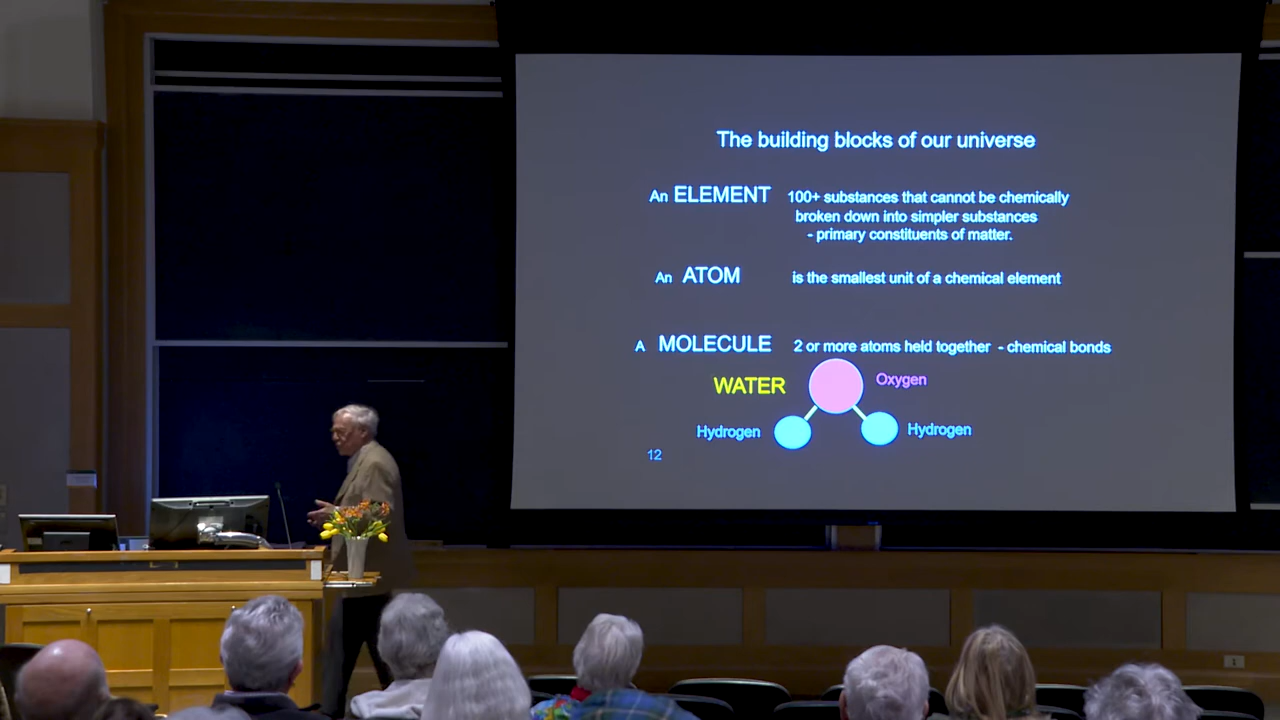 The building blocks of our universe
An ELEMENT 100+ substances that cannot be chemically
broken down into simpler substances
- primary constituents of matter.
An ATOM is the smallest unit of a chemical element
A MOLECULE 2 or more atoms held together - chemical bonds
WATER Oxygen
Hydrogen Hydrogen
12